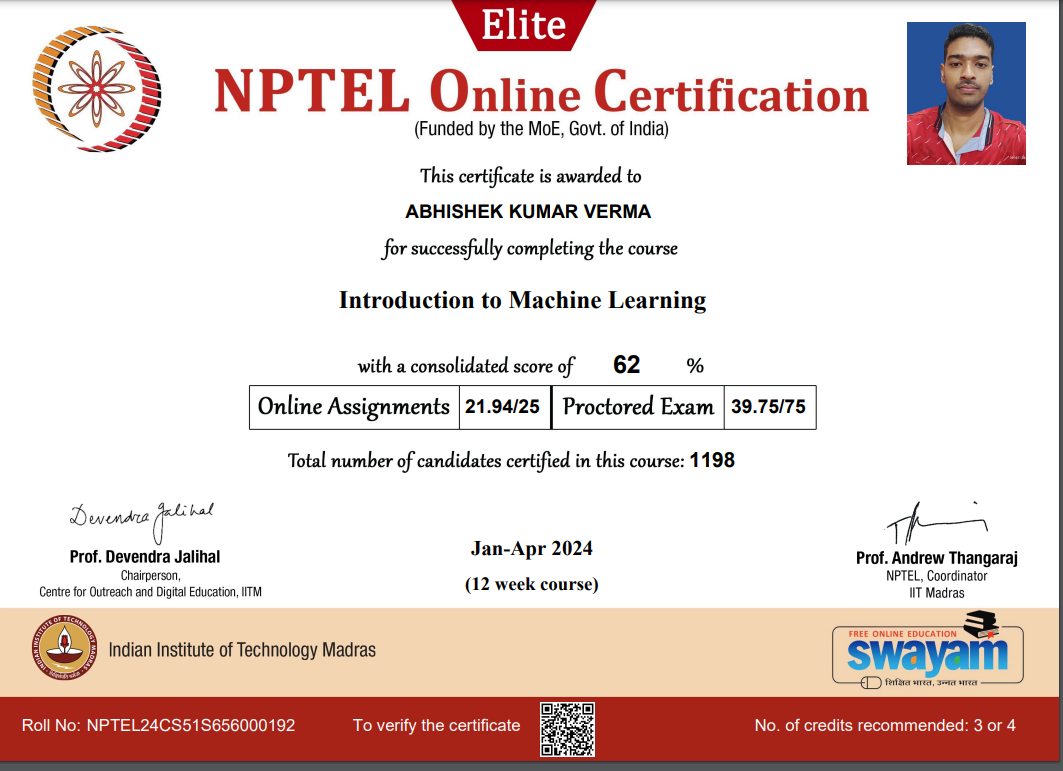 Elite
NPTEL Online Certification
(Funded by the MoE, Govt. of India)
This certificate is awarded to
ABHISHEK KUMAR VERMA
for successfully completing the course
Introduction to Machine Learning
with a consolidated score of 62 %
Online Assignments 21.94/25 Proctored Exam 39.75/75
Total number of candidates certified in this course: 1198
Devendra Jalihal
Prof. Devendra Jalihal
Chairperson,
Centre for Outreach and Digital Education, IITM
Jan-Apr 2024
(12 week course)
Prof. Andrew Thangaraj
NPTEL, Coordinator
IIT Madras
INDIAN INSTITUTE OF TECHNOLOGY MADRAS
Indian Institute of Technology Madras
FREE ONLINE EDUCATION
swayam
शिक्षित भारत, उन्नत भारत
Roll No: NPTEL24CS51S656000192
To verify the certificate
No. of credits recommended: 3 or 4